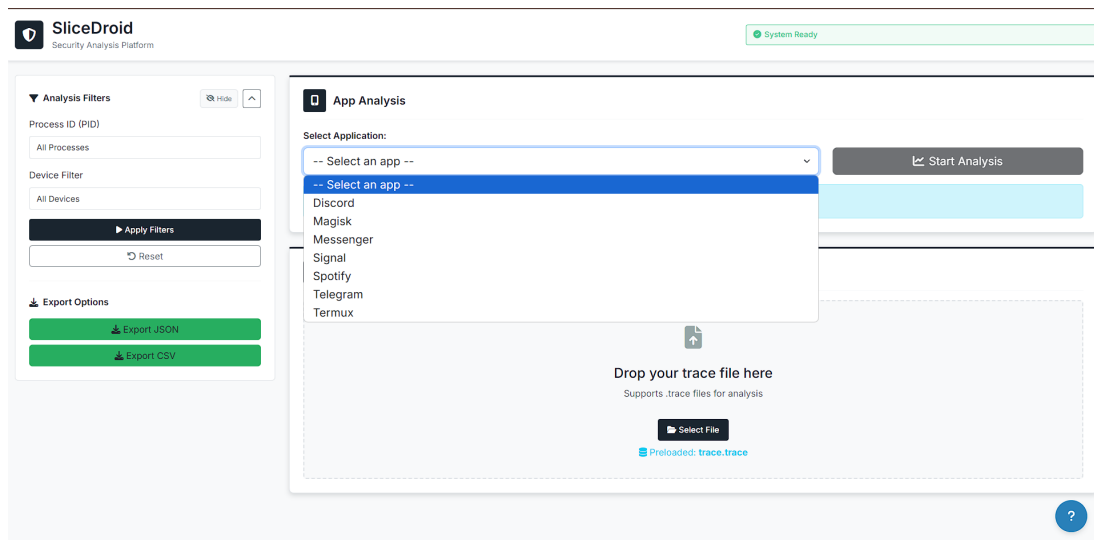 SliceDroid
Security Analysis Platform
System Ready
Analysis Filters
Hide
Process ID (PID)
All Processes
Device Filter
All Devices
Apply Filters
Reset
Export Options
Export JSON
Export CSV
App Analysis
Select Application:
-- Select an app --
Start Analysis
-- Select an app --
Discord
Magisk
Messenger
Signal
Spotify
Telegram
Termux
Drop your trace file here
Supports .trace files for analysis
Select File
Preloaded: trace.trace
?